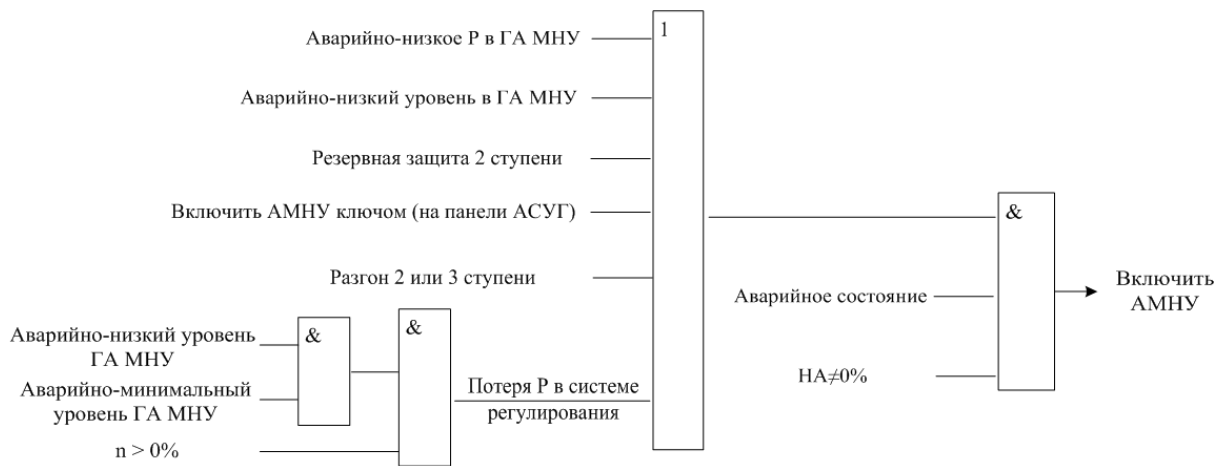 Аварийно-низкое Р в ГА МНУ
1
Аварийно-низкий уровень в ГА МНУ
Резервная защита 2 ступени
Включить АМНУ ключом (на панели АСУГ)
&
Разгон 2 или 3 ступени
Аварийное состояние
Включить
АМНУ
Аварийно-низкий уровень
ГА МНУ
&
&
Аварийно-минимальный
уровень ГА МНУ
Потеря Р в системе
регулирования
НА≠0%
n > 0%